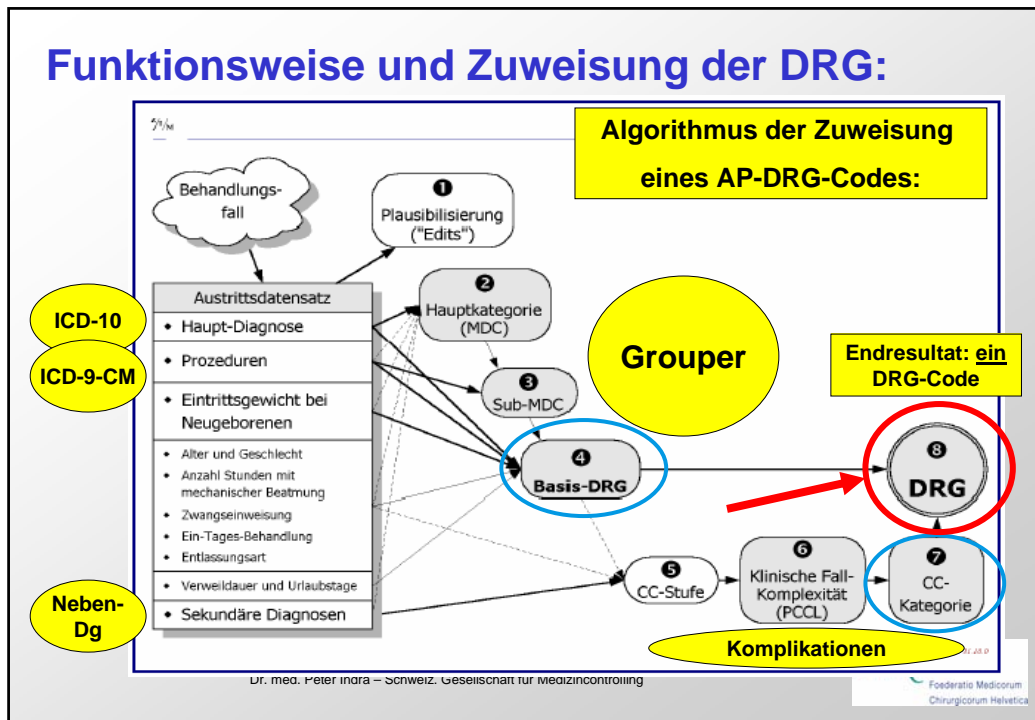 Funktionsweise und Zuweisung der DRG:
Algorithmus der Zuweisung
eines AP-DRG-Codes:
Behandlungs-
fall
❶
Plausibilisierung
("Edits")
Austrittsdatensatz
ICD-10
• Haupt-Diagnose
ICD-9-CM
• Prozeduren
• Eintrittsgewicht bei
Neugeborenen
• Alter und Geschlecht
• Anzahl Stunden mit
mechanischer Beatmung
• Zwangseinweisung
• Ein-Tages-Behandlung
• Entlassungsart
• Verweildauer und Urlaubstage
Neben-
Dg
• Sekundäre Diagnosen
❷
Hauptkategorie
(MDC)
❸
Sub-MDC
❹
Basis-DRG
Grouper
Endresultat: ein
DRG-Code
❽
DRG
❺
CC-Stufe
❻
Klinische Fall-
Komplexität
(PCCL)
❼
CC-
Kategorie
Komplikationen
Dr. med. Peter Indra – Schweiz. Gesellschaft für Medizincontrolling
Foederatio Medicorum
Chirurgicorum Helvetica